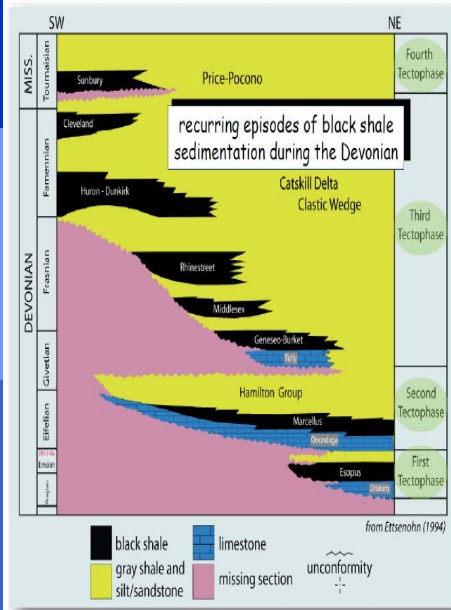 SW
NE
MISS.
Tournaisian
Sunbury
Price-Pocono
Fourth
Tectophase
DEVONIAN
Famennian
Cleveland
recurring episodes of black shale
sedimentation during the Devonian
Catskill Delta
Clastic Wedge
Huron - Dunkirk
Third
Tectophase
Frasnian
Rhinestreet
Middlesex
Givetian
Geneseo-Burket
Tully
Hamilton Group
Second
Tectophase
Eifelian
Marcellus
Onondaga
Emsian
Esopus
First
Tectophase
Pragian
Oriskany
from Ettsenohn (1994)
black shale
limestone
gray shale and
silt/sandstone
missing section
unconformity